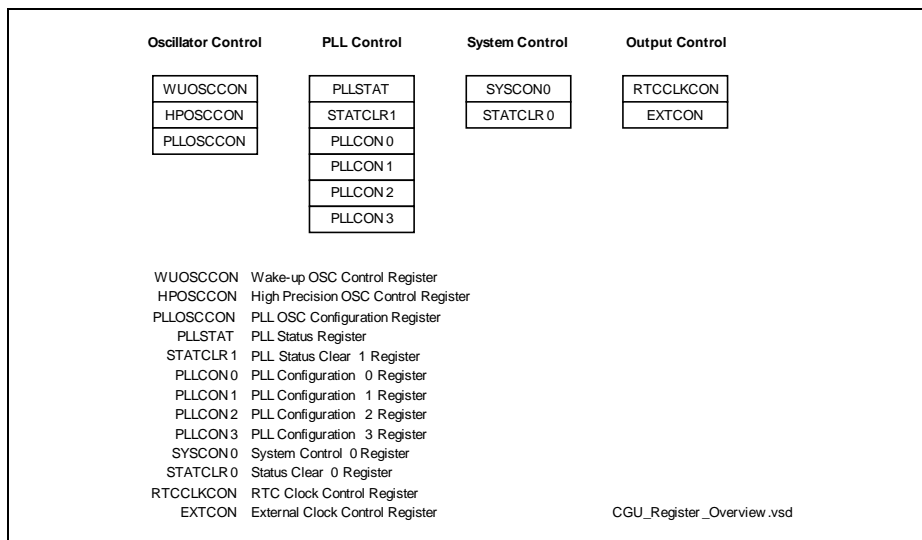 Oscillator Control PLL Control System Control Output Control
WUOSCCON PLLSTAT SYSCON0 RTCCLKCON
HPOSCCON STATCLR1 STATCLR0 EXTCON
PLLOSCCON PLLCON0
PLLCON1
PLLCON2
PLLCON3
WUOSCCON Wake-up OSC Control Register
HPOSCCON High Precision OSC Control Register
PLLOSCCON PLL OSC Configuration Register
PLLSTAT PLL Status Register
STATCLR1 PLL Status Clear 1 Register
PLLCON0 PLL Configuration 0 Register
PLLCON1 PLL Configuration 1 Register
PLLCON2 PLL Configuration 2 Register
PLLCON3 PLL Configuration 3 Register
SYSCON0 System Control 0 Register
STATCLR0 Status Clear 0 Register
RTCCLKCON RTC Clock Control Register
EXTCON External Clock Control Register CGU_Register_Overview.vsd